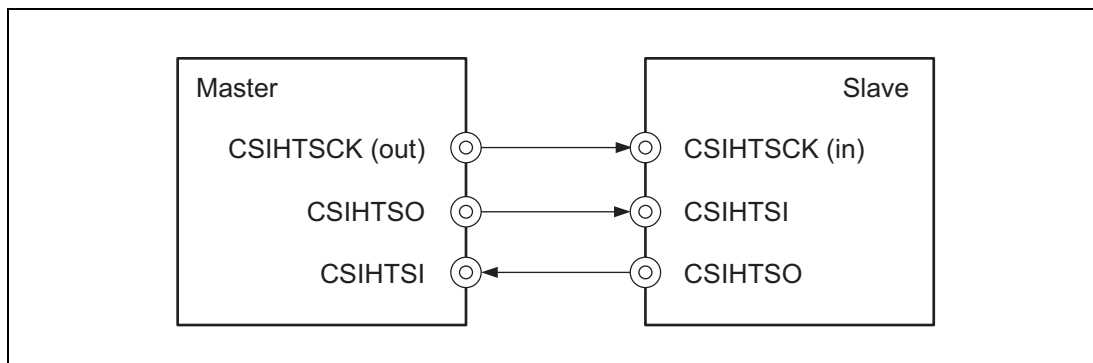 Master
CSIHTSCK (out)
CSIHTSO
CSIHTSI
Slave
CSIHTSCK (in)
CSIHTSI
CSIHTSO